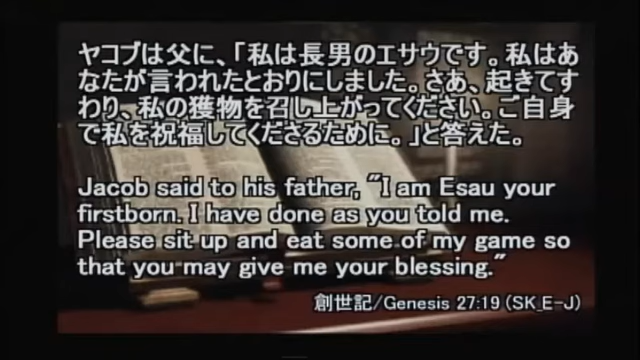 ヤコブは父に、「私は長男のエサウです。私はあ
なたが言われたとおりにしました。さあ、起きてす
わり、私の獲物を召し上がってください。ご自身
で私を祝福してくださるために。」と答えた。
Jacob said to his father, "I am Esau your
firstborn. I have done as you told me.
Please sit up and eat some of my game so
that you may give me your blessing."
創世記/Genesis 27:19 (SK_E-J)